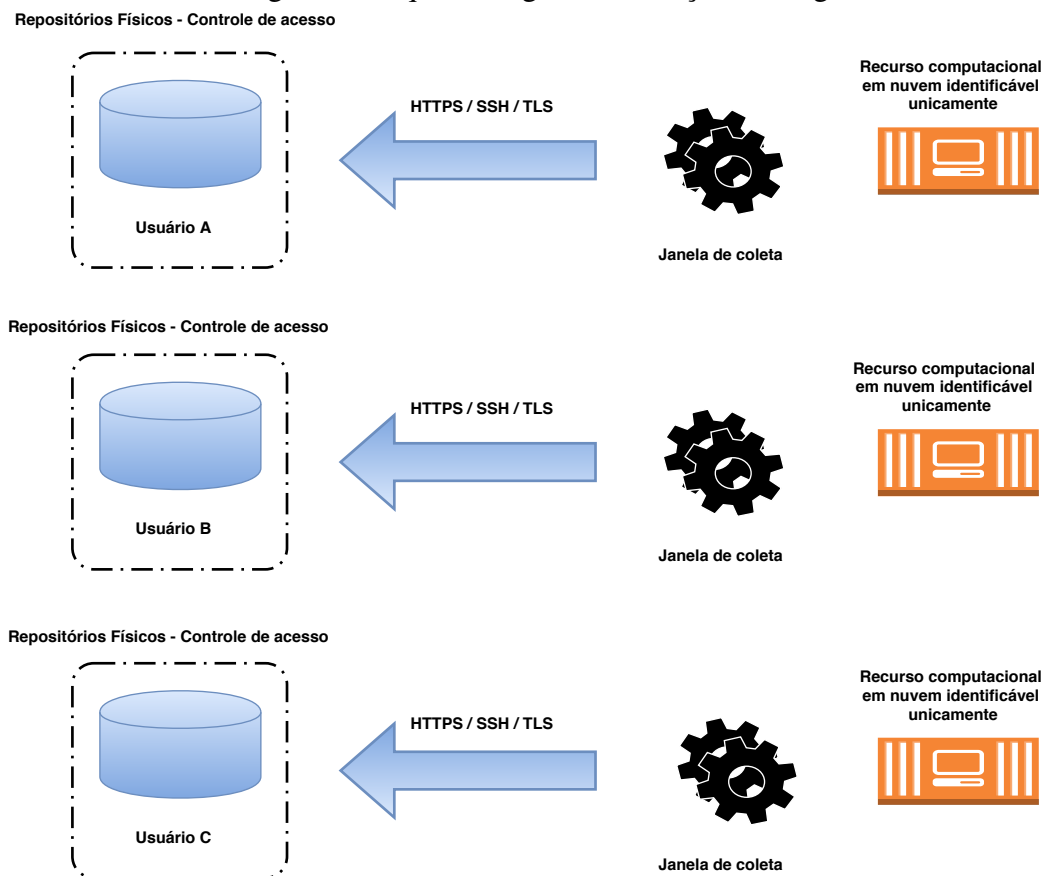 Repositórios Físicos - Controle de acesso
HTTPS / SSH / TLS
Recurso computacional
em nuvem identificável
unicamente
Usuário A
Janela de coleta
Repositórios Físicos - Controle de acesso
HTTPS / SSH / TLS
Recurso computacional
em nuvem identificável
unicamente
Usuário B
Janela de coleta
Repositórios Físicos - Controle de acesso
HTTPS / SSH / TLS
Recurso computacional
em nuvem identificável
unicamente
Usuário C
Janela de coleta